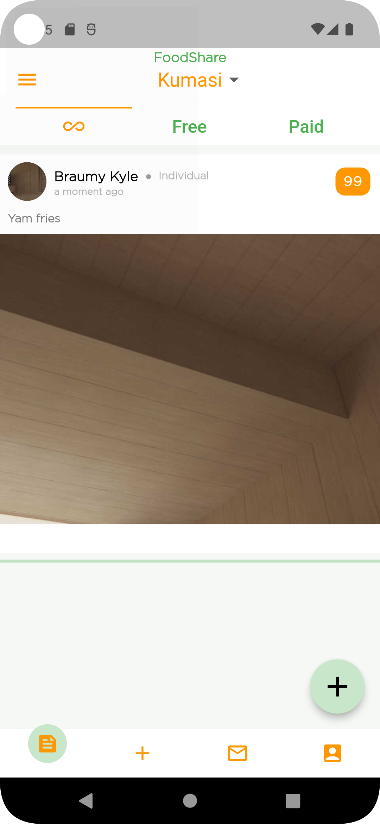 5
FoodShare
Kumasi
Free Paid
Braumy Kyle • Individual
a moment ago
99
Yam fries